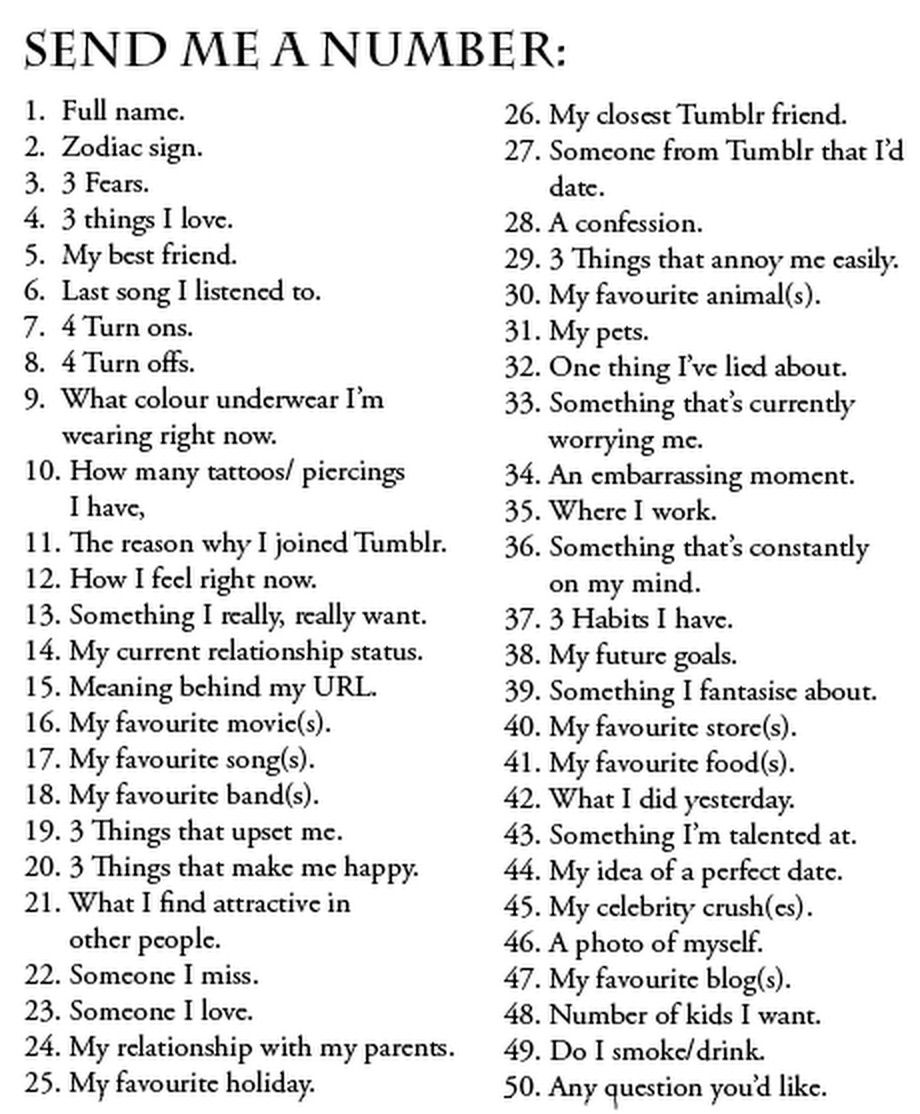 SEND ME A NUMBER:
1. Full name.
2. Zodiac sign.
3. 3 Fears.
4. 3 things I love.
5. My best friend.
6. Last song I listened to.
7. 4 Turn ons.
8. 4 Turn offs.
9. What colour underwear I'm
wearing right now.
10. How many tattoos/ piercings
I have,
11. The reason why I joined Tumblr.
12. How I feel right now.
13. Something I really, really want.
14. My current relationship status.
15. Meaning behind my URL.
16. My favourite movie(s).
17. My favourite song(s).
18. My favourite band(s).
19. 3 Things that upset me.
20. 3 Things that make me happy.
21. What I find attractive in
other people.
22. Someone I miss.
23. Someone I love.
24. My relationship with my parents.
25. My favourite holiday.
26. My closest Tumblr friend.
27. Someone from Tumblr that I'd
date.
28. A confession.
29. 3 Things that annoy me easily.
30. My favourite animal(s).
31. My pets.
32. One thing I've lied about.
33. Something that's currently
worrying me.
34. An embarrassing moment.
35. Where I work.
36. Something that's constantly
on my mind.
37. 3 Habits I have.
38. My future goals.
39. Something I fantasise about.
40. My favourite store(s).
41. My favourite food(s).
42. What I did yesterday.
43. Something I'm talented at.
44. My idea of a perfect date.
45. My celebrity crush(es).
46. A photo of myself.
47. My favourite blog(s).
48. Number of kids I want.
49. Do I smoke/drink.
50. Any question you'd like.